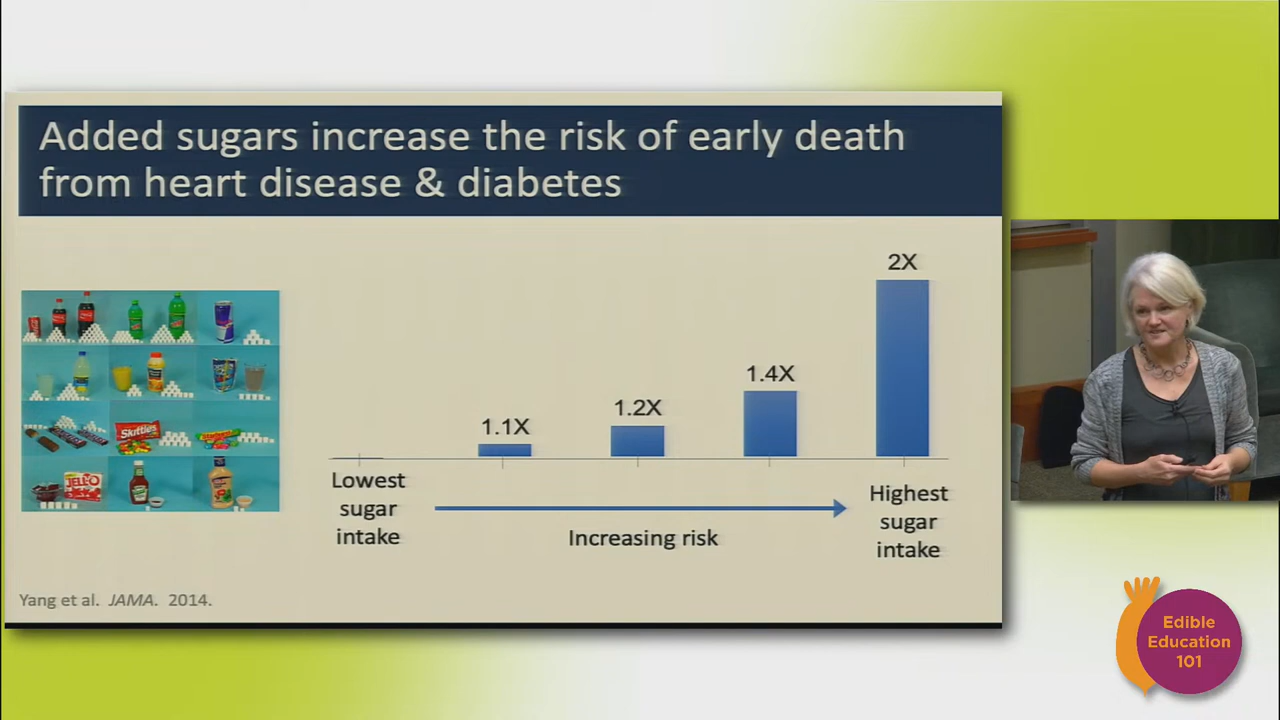 Added sugars increase the risk of early death
from heart disease & diabetes
1.1X
1.2X
1.4X
2X
Lowest
sugar
intake
Increasing risk
Highest
sugar
intake
Skittles
JELL-O
Yang et al. JAMA. 2014.
Edible
Education
101